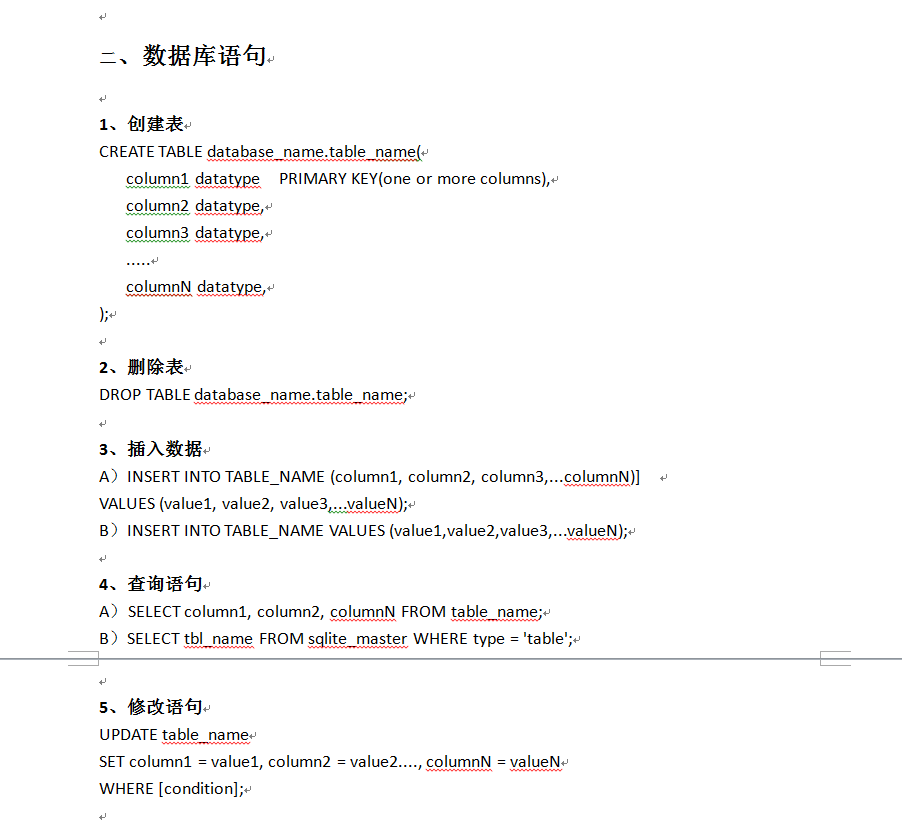 二、数据库语句
1、创建表
CREATE TABLE database_name.table_name(
column1 datatype PRIMARY KEY(one or more columns),
column2 datatype,
column3 datatype,
.....
columnN datatype,
);
2、删除表
DROP TABLE database_name.table_name;
3、插入数据
A）INSERT INTO TABLE_NAME (column1, column2, column3,...columnN)]
VALUES (value1, value2, value3,...valueN);
B）INSERT INTO TABLE_NAME VALUES (value1,value2,value3,...valueN);
4、查询语句
A）SELECT column1, column2, columnN FROM table_name;
B）SELECT tbl_name FROM sqlite_master WHERE type = 'table';
5、修改语句
UPDATE table_name
SET column1 = value1, column2 = value2...., columnN = valueN
WHERE [condition];